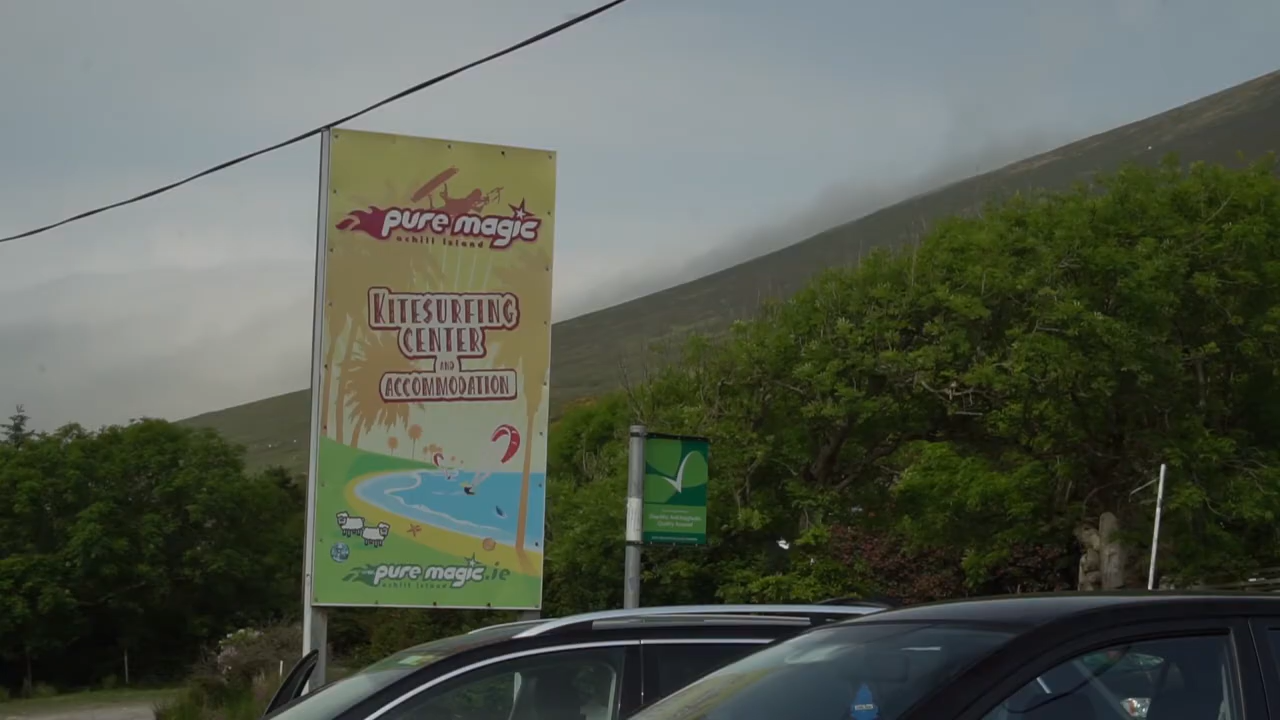 pure magic
achill island
KITESURFING
CENTER
AND
ACCOMMODATION
pure magic.ie
achill island